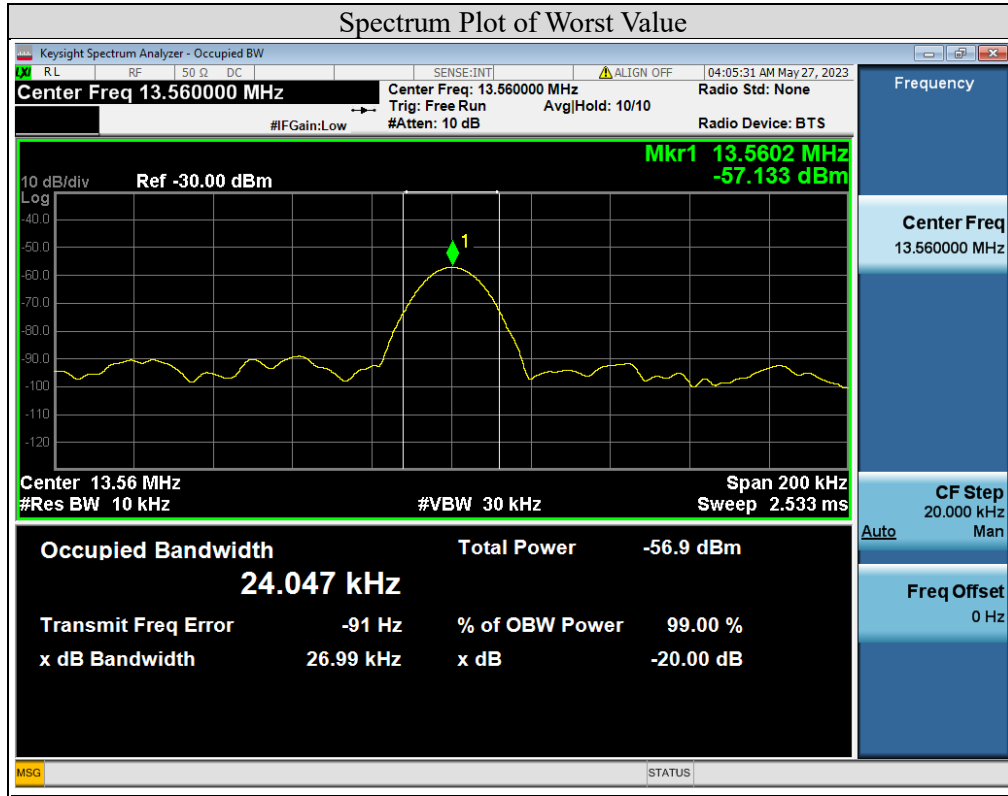 Spectrum Plot of Worst Value
Keysight Spectrum Analyzer - Occupied BW
LXI RL RF 50 Ω DC SENSE:INT ALIGN OFF 04:05:31 AM May 27, 2023
Center Freq 13.560000 MHz
Center Freq: 13.560000 MHz Radio Std: None
Trig: Free Run Avg|Hold: 10/10
#IFGain:Low #Atten: 10 dB Radio Device: BTS
Mkr1 13.5602 MHz
-57.133 dBm
10 dB/div Ref -30.00 dBm
Log
-40.0
1
-50.0
-60.0
-70.0
-80.0
-90.0
-100
-110
-120
Center 13.56 MHz Span 200 kHz
#Res BW 10 kHz #VBW 30 kHz Sweep 2.533 ms
Occupied Bandwidth Total Power -56.9 dBm
24.047 kHz
Transmit Freq Error -91 Hz % of OBW Power 99.00 %
x dB Bandwidth 26.99 kHz x dB -20.00 dB
Frequency
Center Freq
13.560000 MHz
CF Step
20.000 kHz
Auto Man
Freq Offset
0 Hz
MSG STATUS